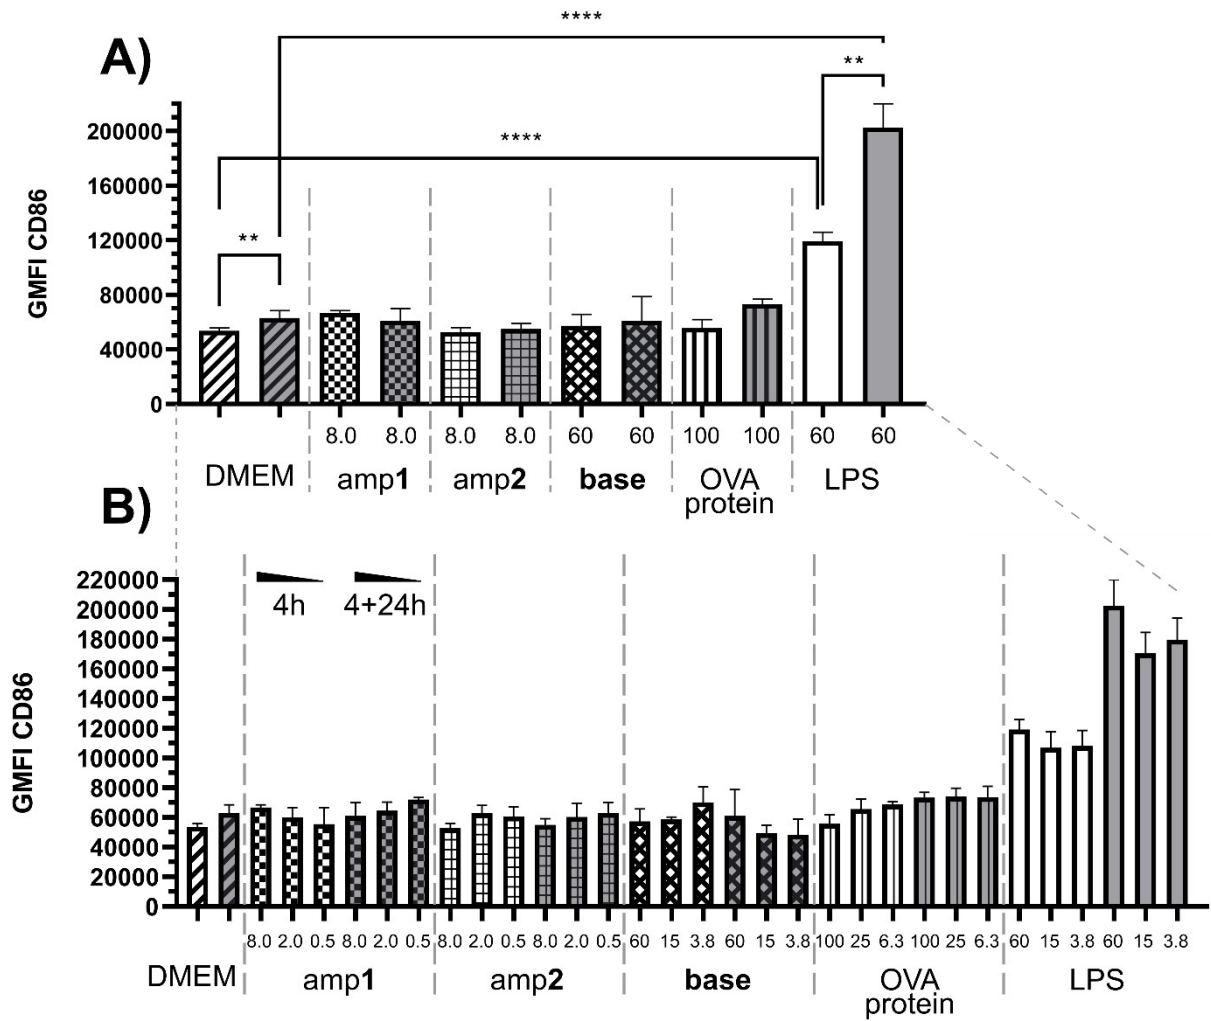 A)
****
**
****
**
GMFI CD86
200000
160000
120000
80000
40000
0
8.0 8.0 8.0 8.0 60 60 100 100 60 60
DMEM amp1 amp2 base OVA protein LPS
B)
4h 4+24h
GMFI CD86
220000
200000
180000
160000
140000
120000
100000
80000
60000
40000
20000
0
8.0 2.0 0.5 8.0 2.0 0.5 8.0 2.0 0.5 8.0 2.0 0.5 60 15 3.8 60 15 3.8 100 25 6.3 100 25 6.3 60 15 3.8 60 15 3.8
DMEM amp1 amp2 base OVA protein LPS